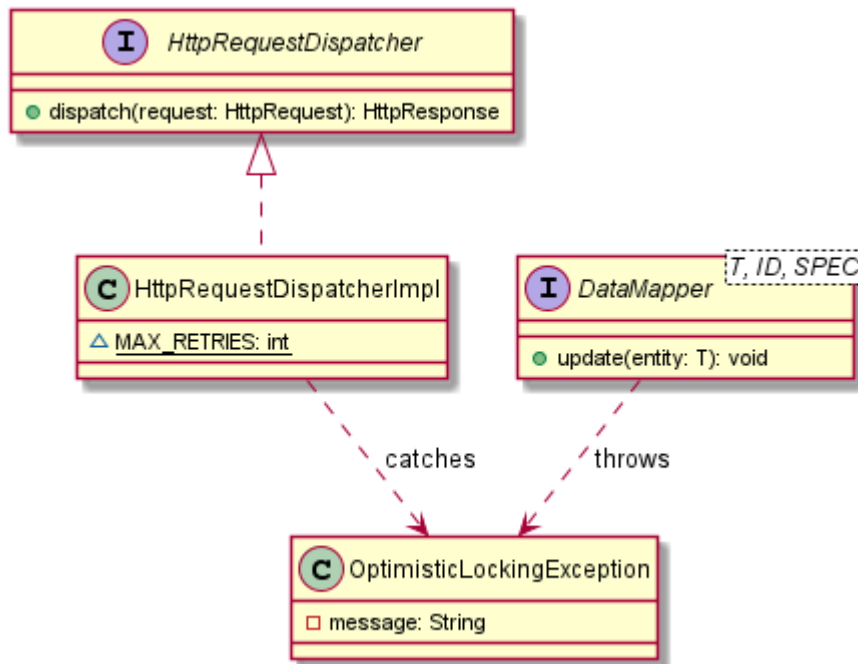 I HttpRequestDispatcher
dispatch(request: HttpRequest): HttpResponse
C HttpRequestDispatcherImpl
MAX_RETRIES: int
T, ID, SPEC
I DataMapper
update(entity: T): void
catches
throws
C OptimisticLockingException
message: String